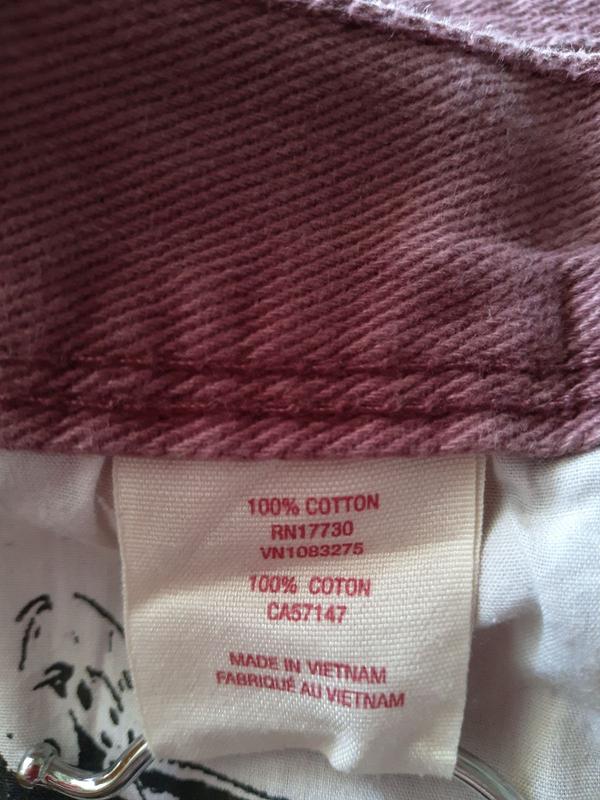 100% COTTON
RN17730
VN1083275
100% COTON
CA57147
MADE IN VIETNAM
FABRIQUÉ AU VIETNAM